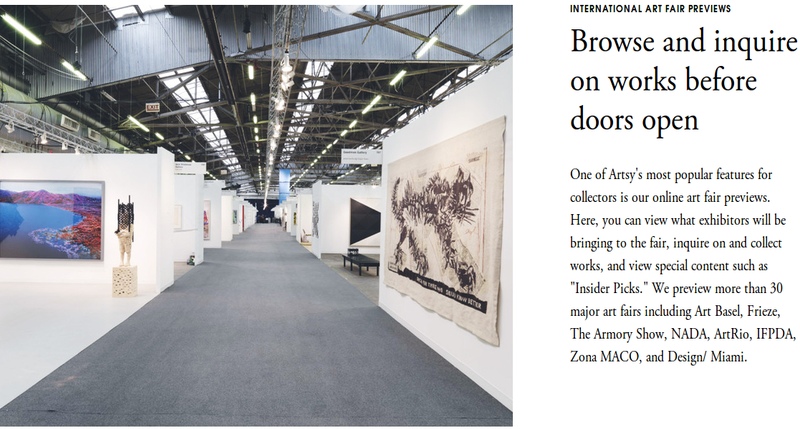 INTERNATIONAL ART FAIR PREVIEWS
Browse and inquire
on works before
doors open
One of Artsy's most popular features for
collectors is our online art fair previews.
Here, you can view what exhibitors will be
bringing to the fair, inquire on and collect
works, and view special content such as
"Insider Picks." We preview more than 30
major art fairs including Art Basel, Frieze,
The Armory Show, NADA, ArtRio, IFPDA,
Zona MACO, and Design/ Miami.
EXIT